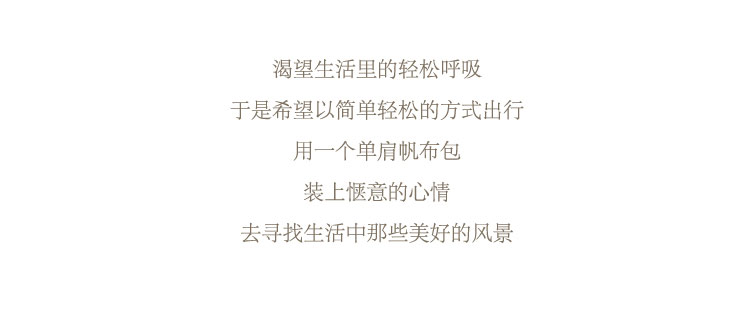 渴望生活里的轻松呼吸
于是希望以简单轻松的方式出行
用一个单肩帆布包
装上惬意的心情
去寻找生活中那些美好的风景